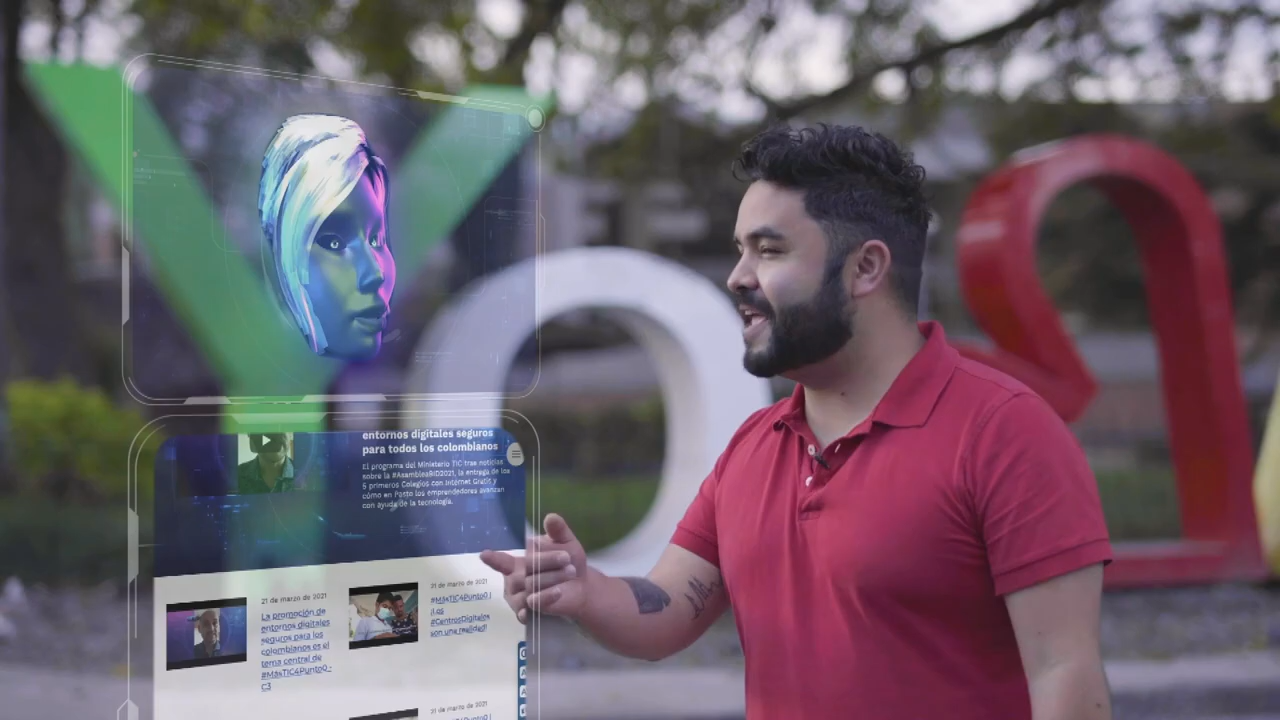 Y
O
entornos digitales seguros
para todos los colombianos
El programa del Ministerio TIC trae noticias
sobre la #AsambleaBID2021, la entrega de los
5 primeros Colegios con Internet Gratis y
cómo en Pasto los emprendedores avanzan
con ayuda de la tecnología.
21 de marzo de 2021
La promoción de
entornos digitales
seguros para los
colombianos es el
tema central de
#MásTIC4Punto0 -
c3
21 de marzo de 2021
#MásTIC4Punto0 |
¡Los
#CentrosDigitales
son una realidad!
21 de marzo de 2021
#MásTIC4Punto0 |